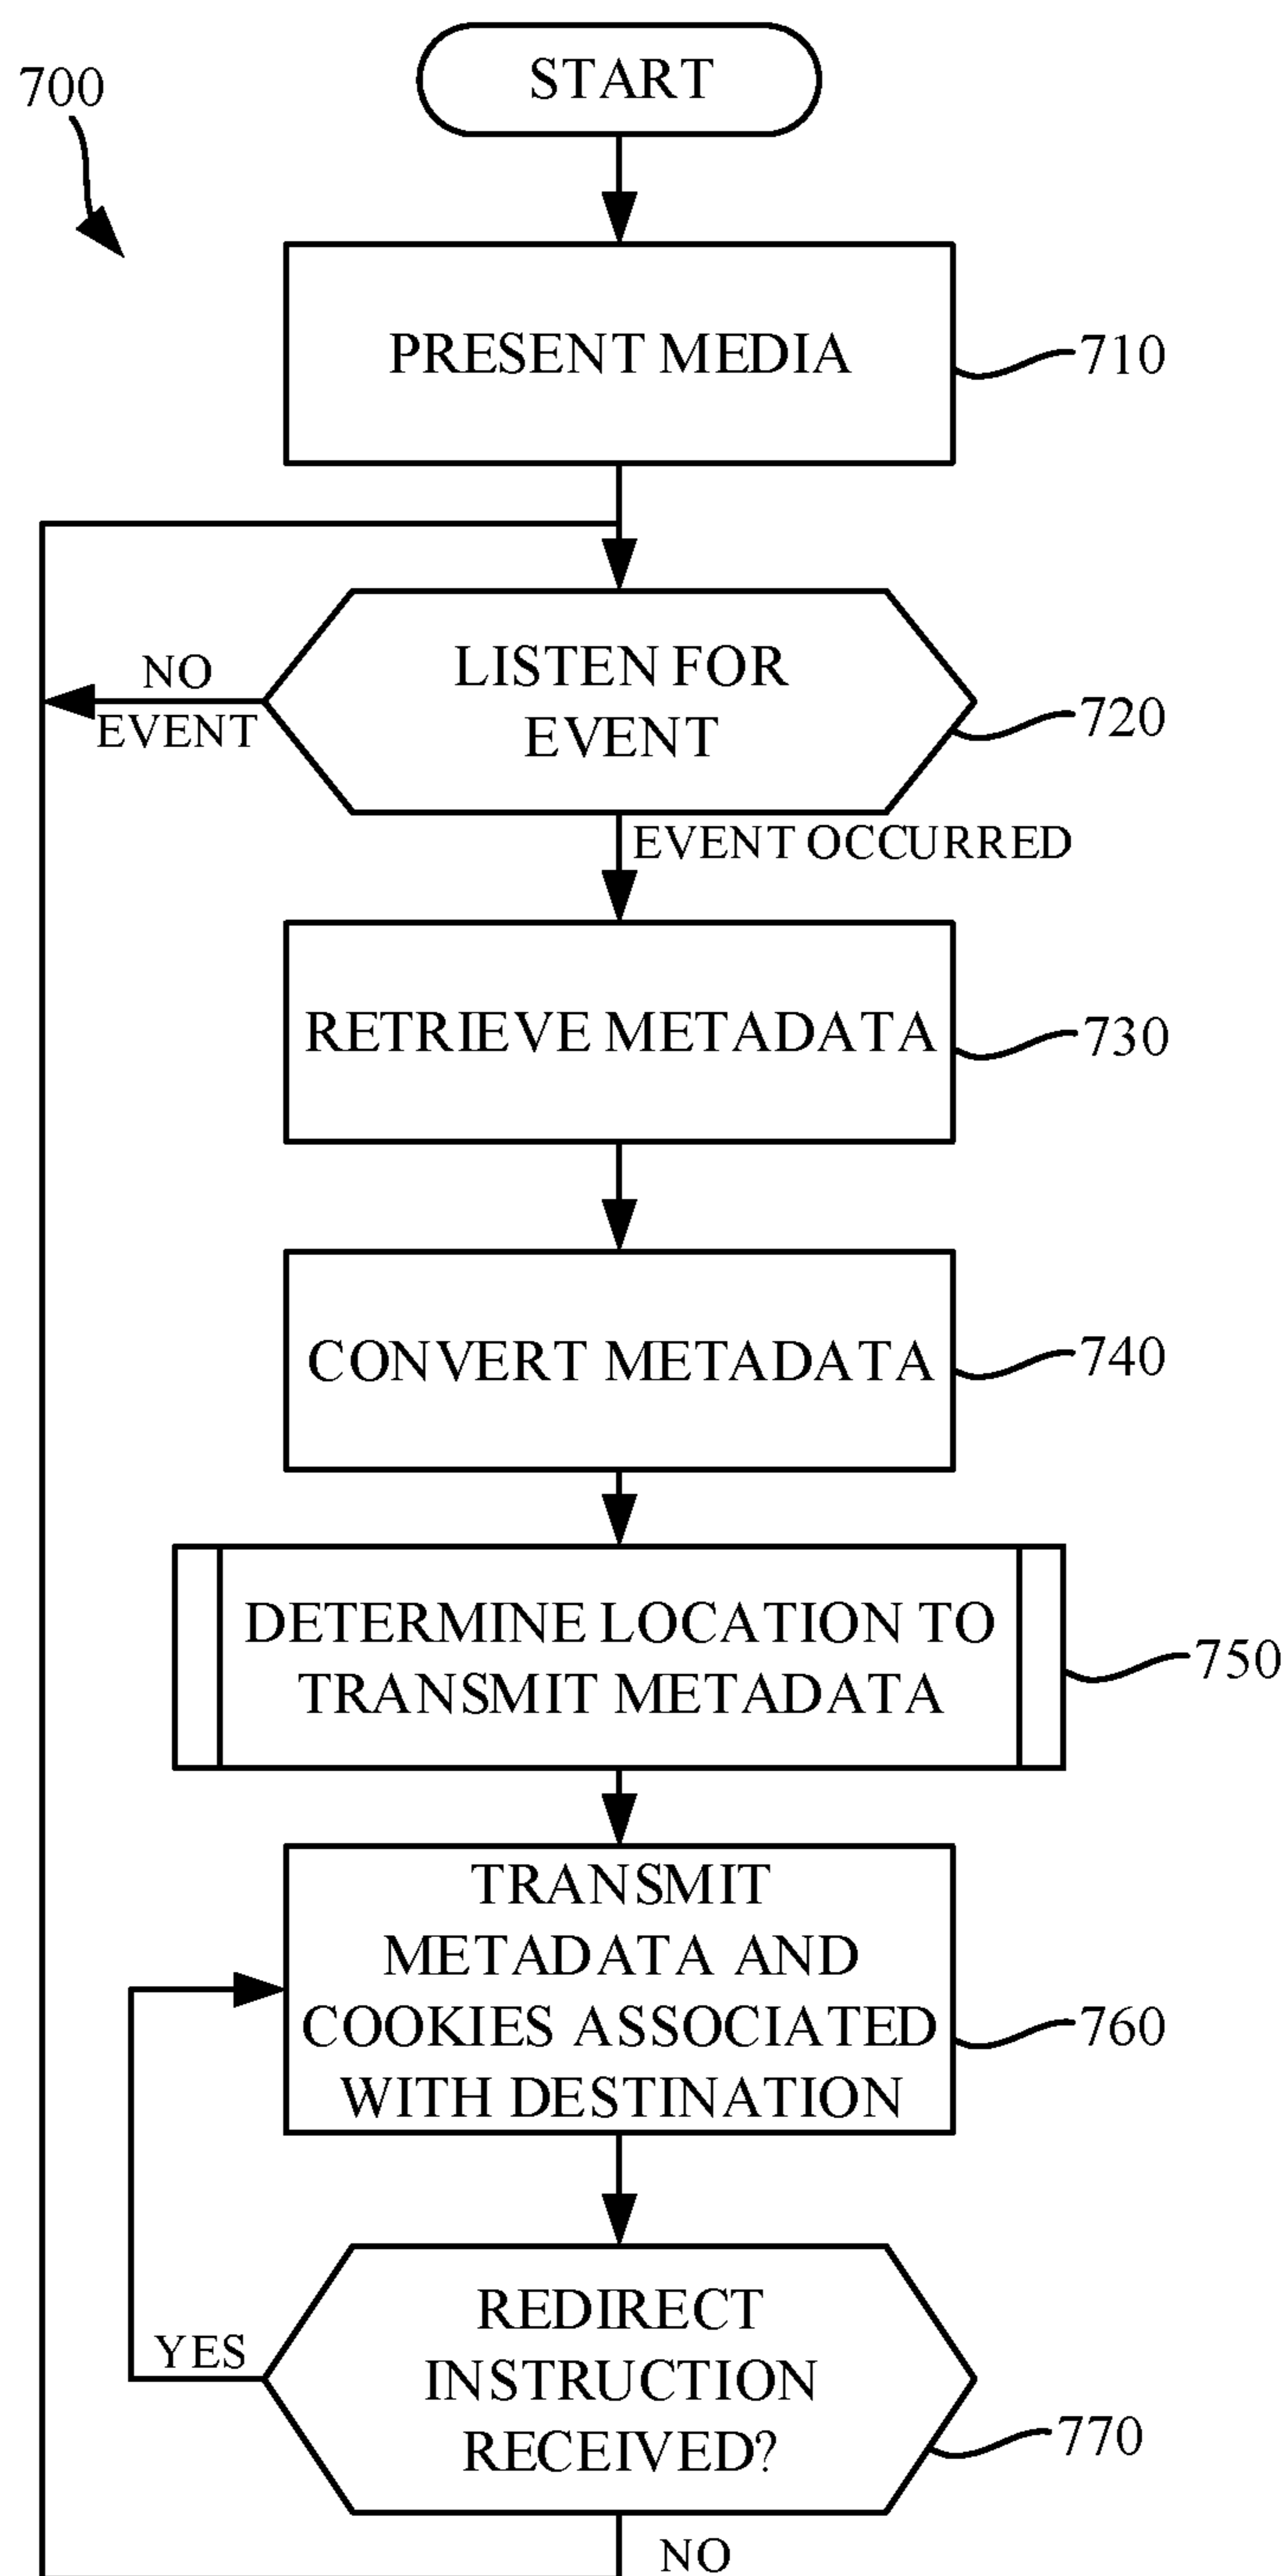 700
START
PRESENT MEDIA
710
LISTEN FOR
EVENT
720
NO
EVENT
EVENT OCCURRED
RETRIEVE METADATA
730
CONVERT METADATA
740
DETERMINE LOCATION TO
TRANSMIT METADATA
750
TRANSMIT
METADATA AND
COOKIES ASSOCIATED
WITH DESTINATION
760
REDIRECT
INSTRUCTION
RECEIVED?
770
YES
NO